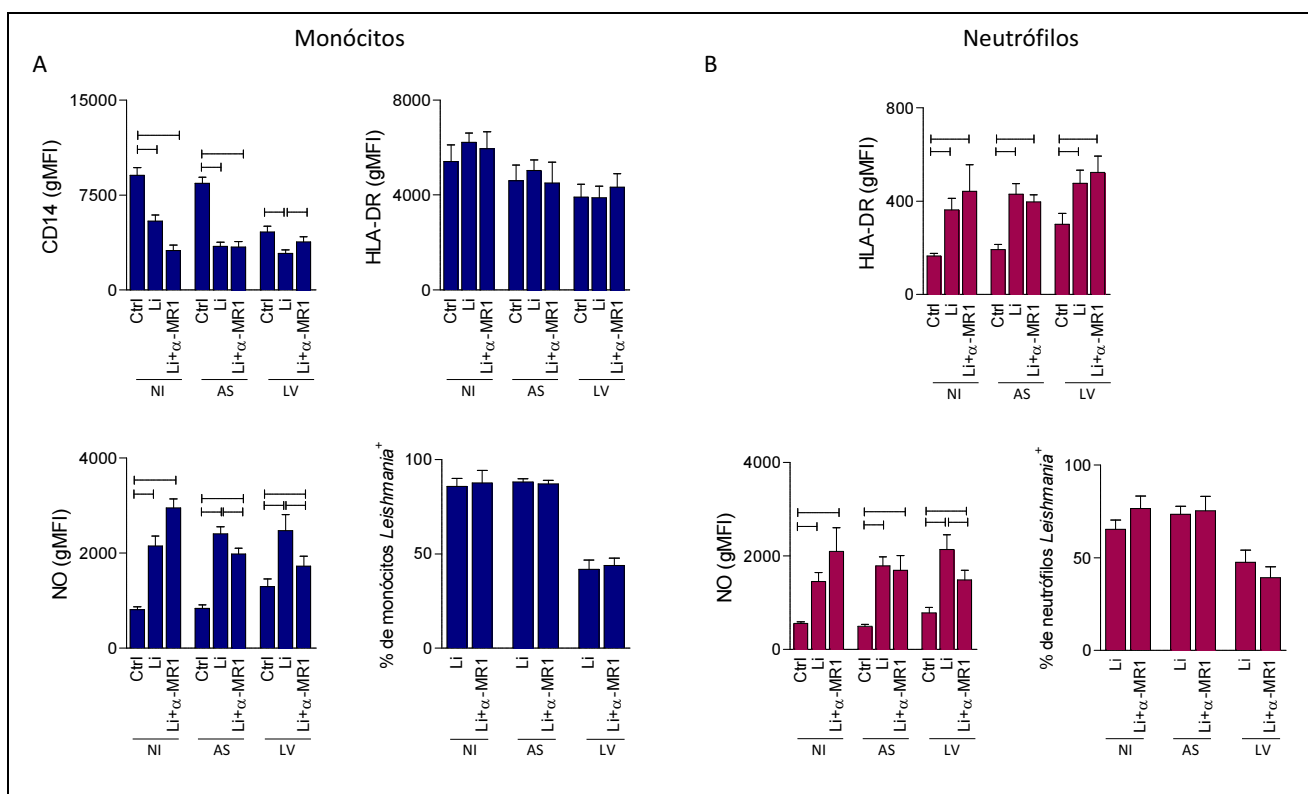 Monócitos
Neutrófilos
A
B
CD14 (gMFI)
15000
7500
0
Ctrl
Li
Li+α-MR1
Ctrl
Li
Li+α-MR1
Ctrl
Li
Li+α-MR1
NI
AS
LV
HLA-DR (gMFI)
8000
4000
0
Ctrl
Li
Li+α-MR1
Ctrl
Li
Li+α-MR1
Ctrl
Li
Li+α-MR1
NI
AS
LV
HLA-DR (gMFI)
800
400
0
Ctrl
Li
Li+α-MR1
Ctrl
Li
Li+α-MR1
Ctrl
Li
Li+α-MR1
NI
AS
LV
NO (gMFI)
4000
2000
0
Ctrl
Li
Li+α-MR1
Ctrl
Li
Li+α-MR1
Ctrl
Li
Li+α-MR1
NI
AS
LV
% de monócitos Leishmania+
100
50
0
Li
Li+α-MR1
Li
Li+α-MR1
Li
Li+α-MR1
NI
AS
LV
NO (gMFI)
4000
2000
0
Ctrl
Li
Li+α-MR1
Ctrl
Li
Li+α-MR1
Ctrl
Li
Li+α-MR1
NI
AS
LV
% de neutrófilos Leishmania+
100
50
0
Li
Li+α-MR1
Li
Li+α-MR1
Li
Li+α-MR1
NI
AS
LV